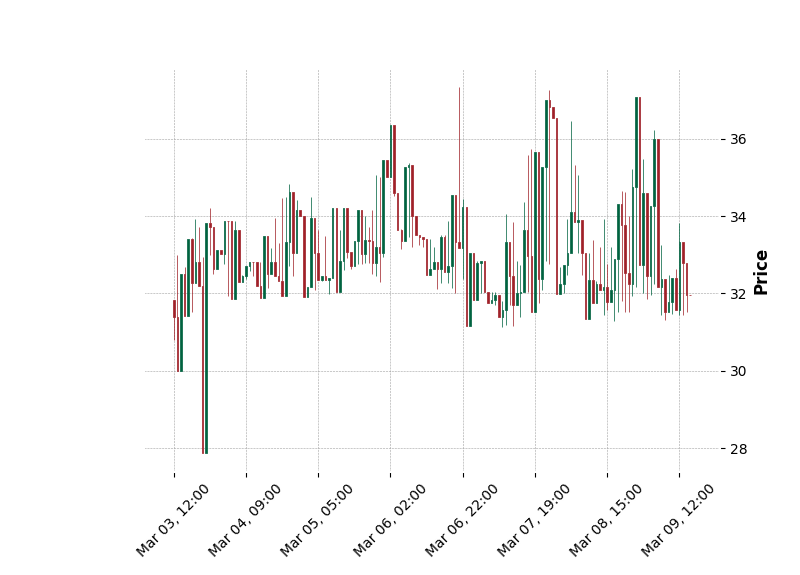 36
34
32
30
28
Price
Mar 03, 12:00
Mar 04, 09:00
Mar 05, 05:00
Mar 06, 02:00
Mar 06, 22:00
Mar 07, 19:00
Mar 08, 15:00
Mar 09, 12:00